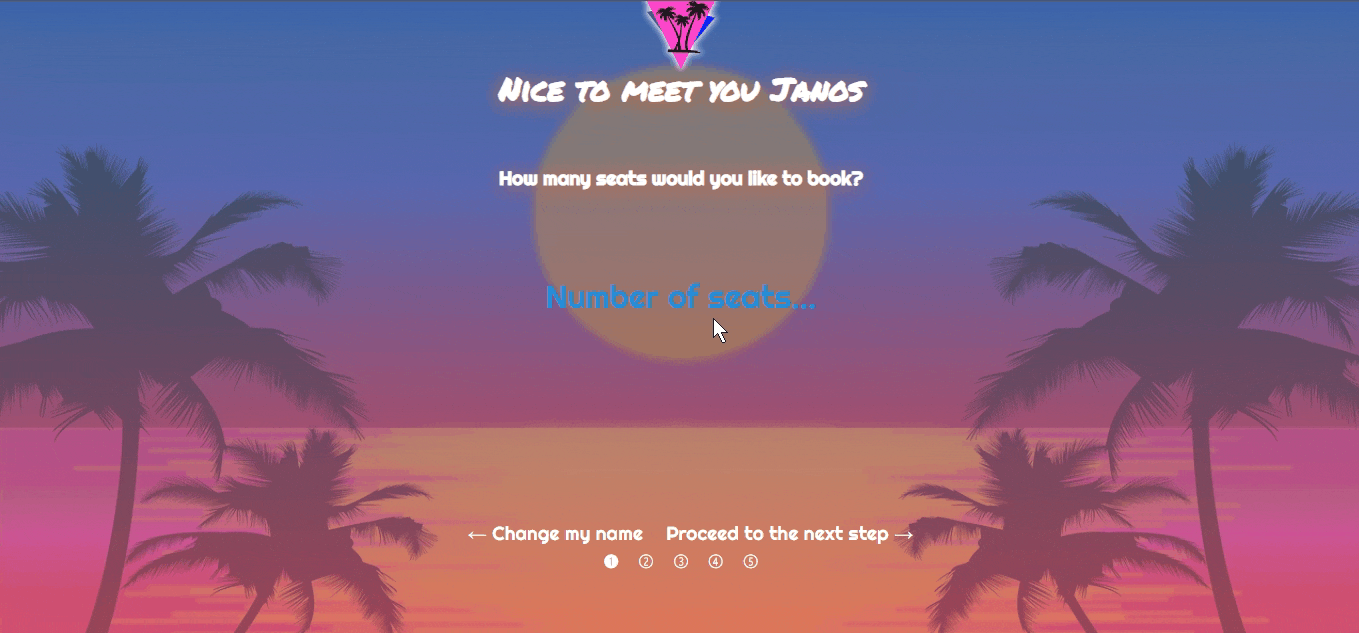 Nice to meet you Janos
How many seats would you like to book?
Number of seats...
← Change my name Proceed to the next step →
❶ ② ③ ④ ⑤